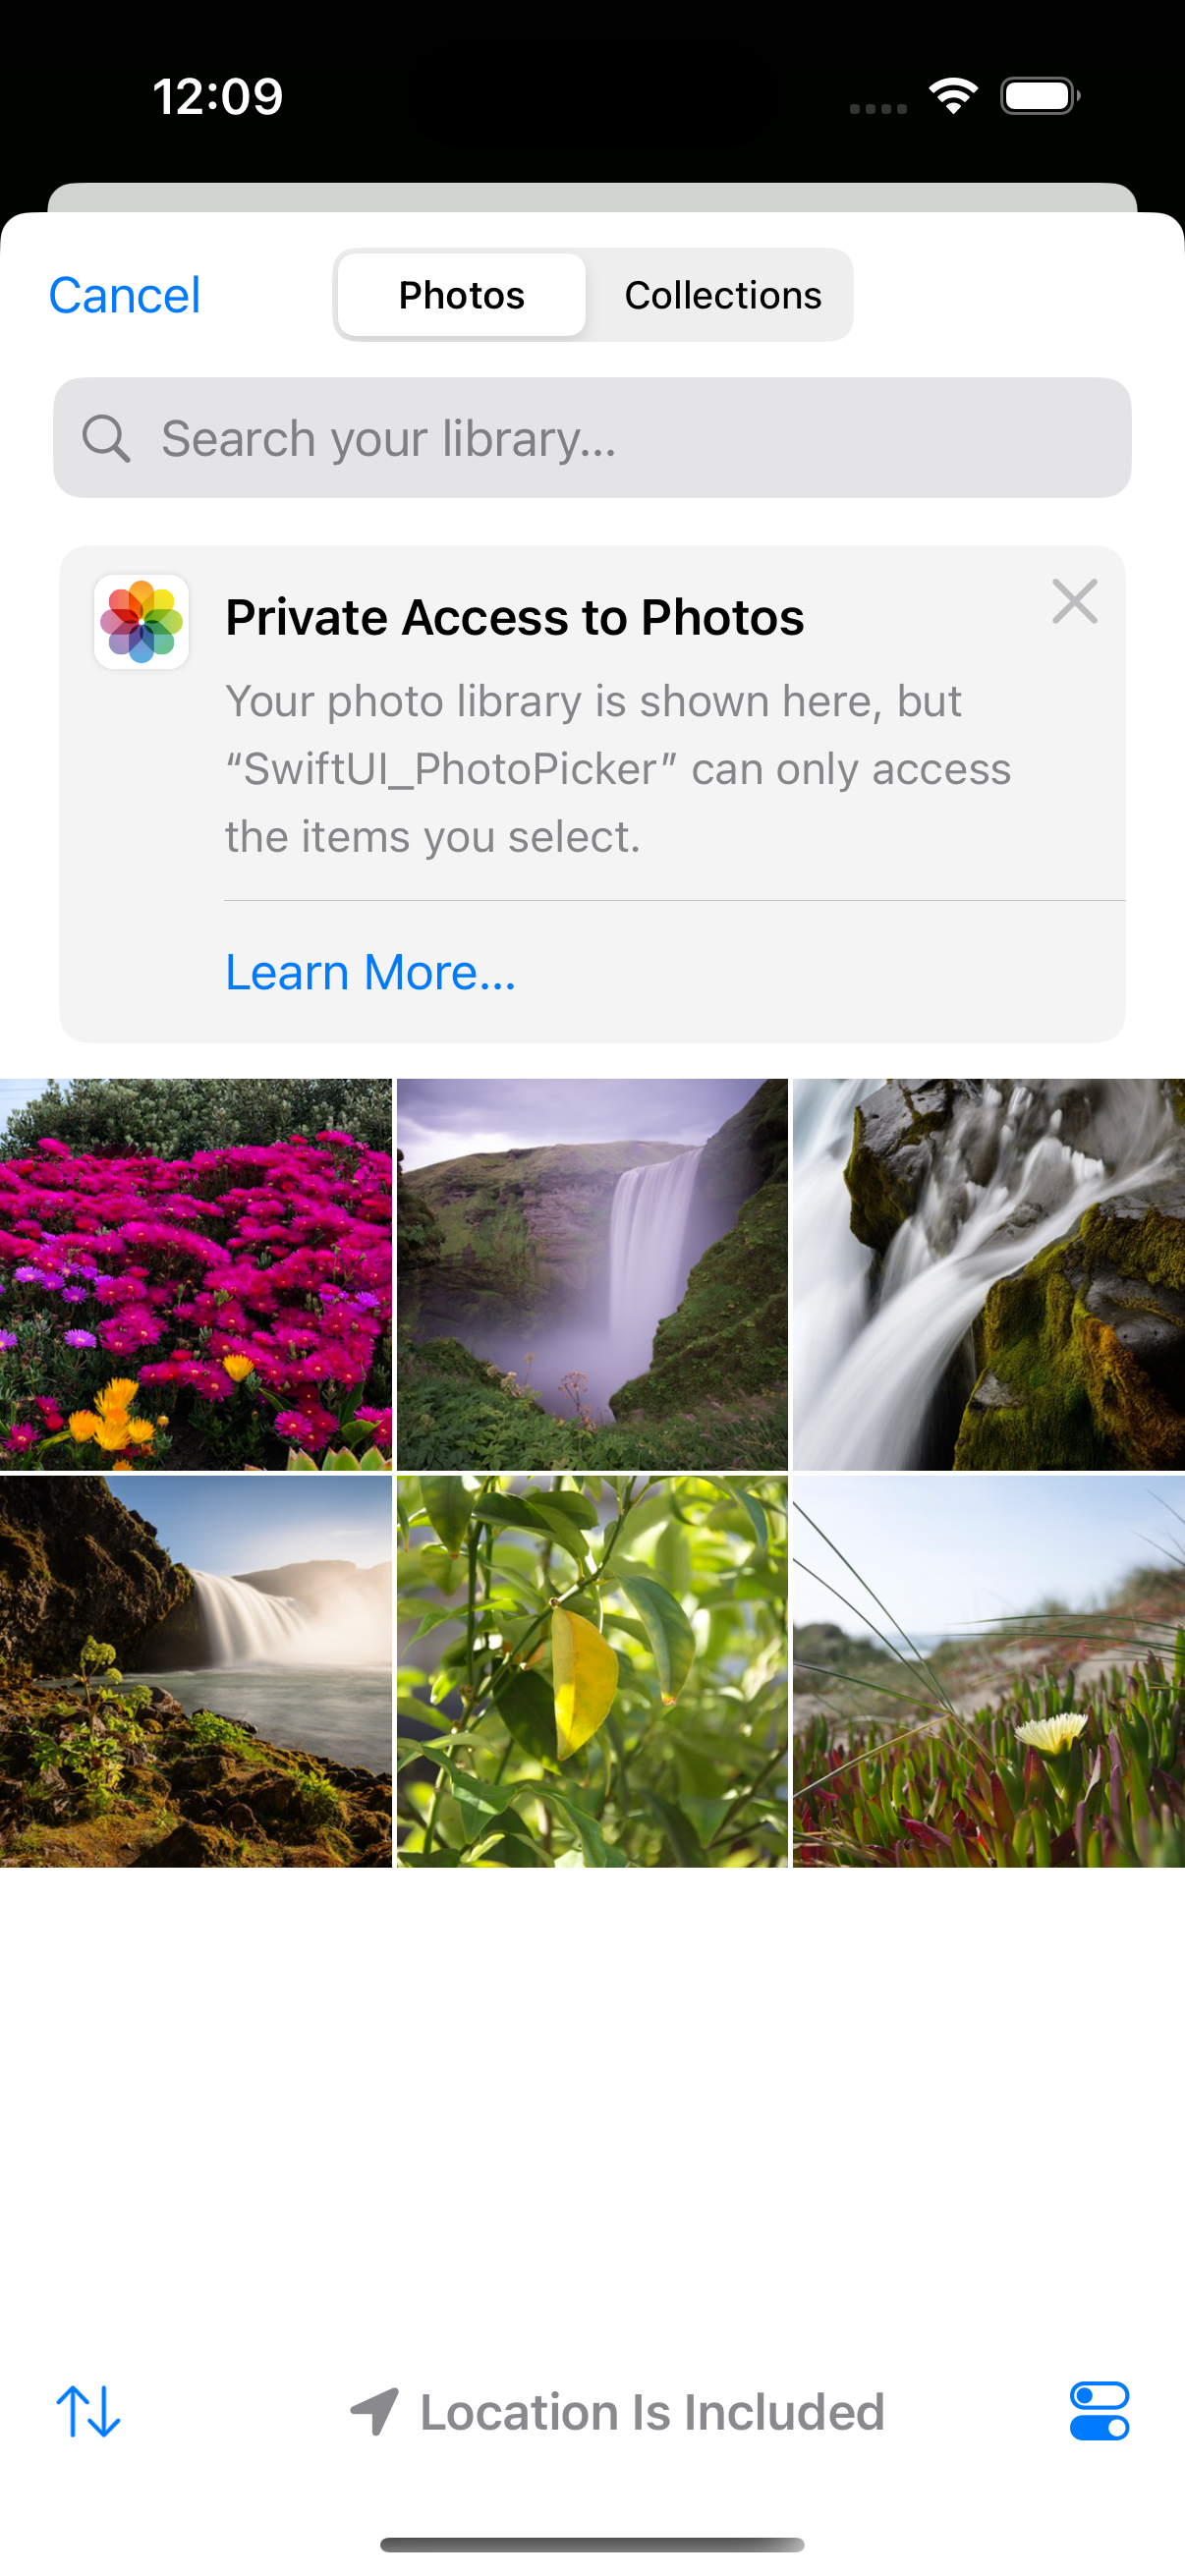 12:09
Cancel
Photos
Collections
Search your library...
Private Access to Photos
Your photo library is shown here, but
“SwiftUI_PhotoPicker” can only access
the items you select.
Learn More...
Location Is Included